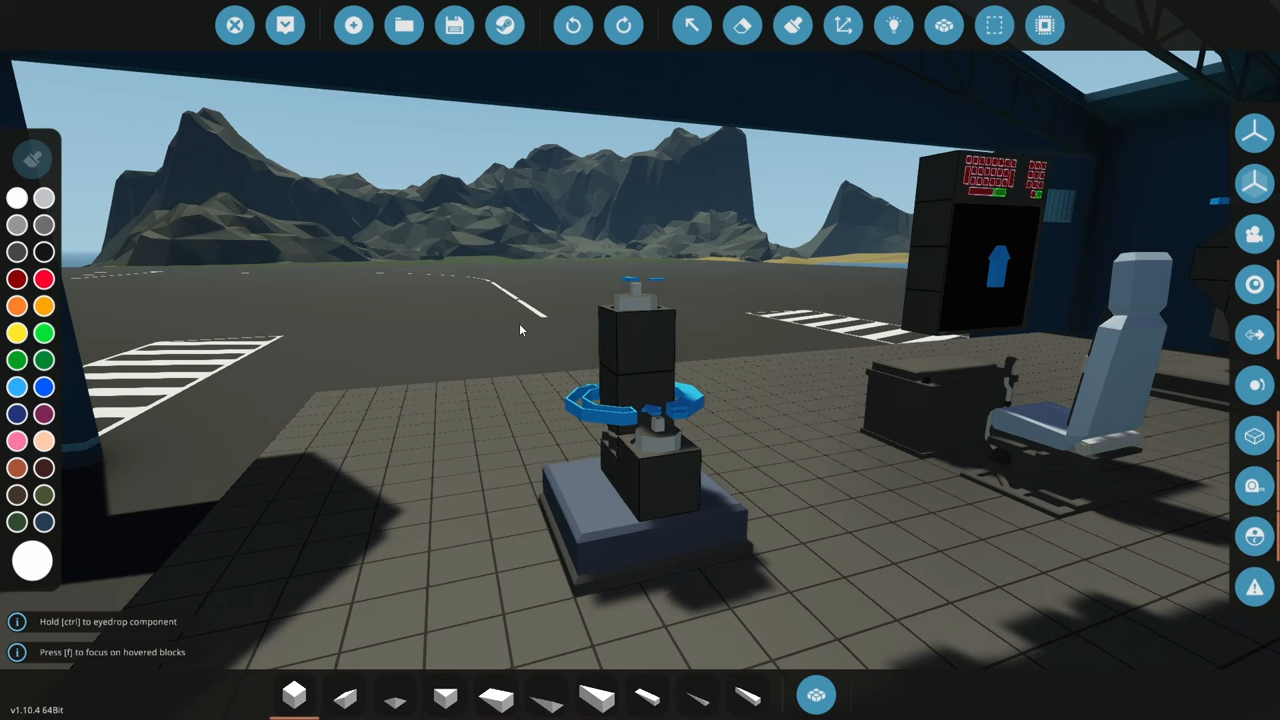 Hold [ctrl] to eyedrop component
Press [f] to focus on hovered blocks
v1.10.4 64Bit